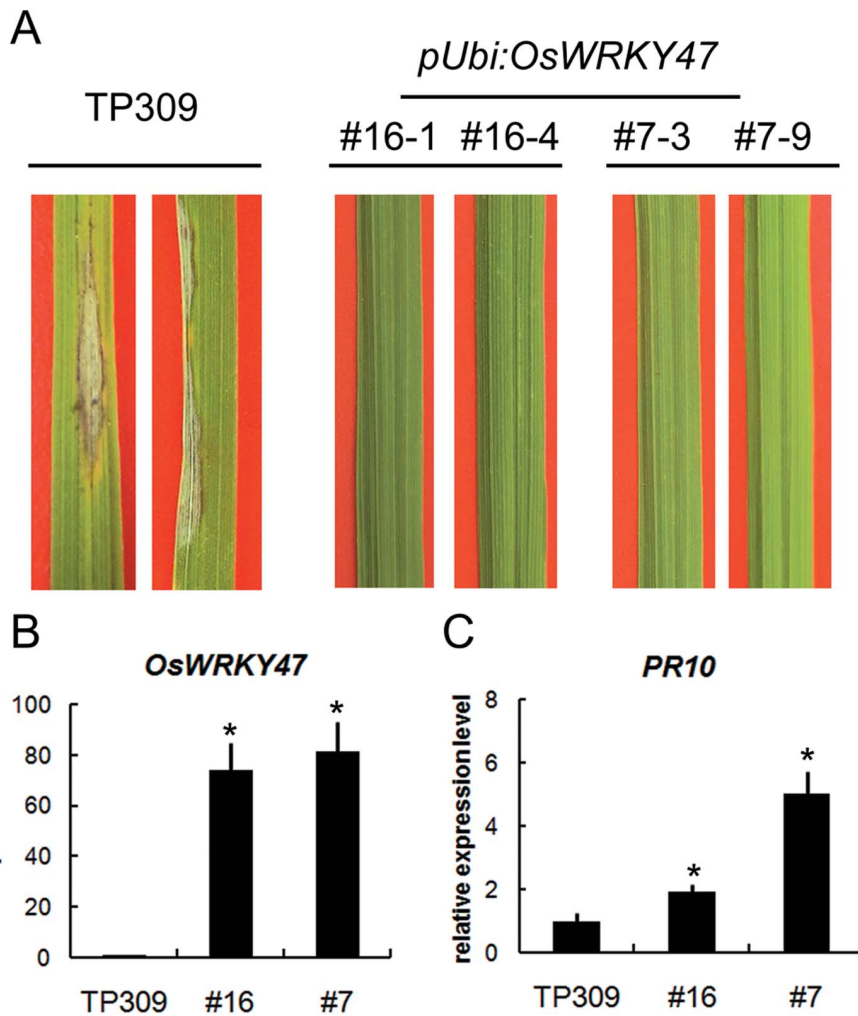 A
pUbi:OsWRKY47
TP309
#16-1 #16-4 #7-3 #7-9
B
C
OsWRKY47
PR10
100
80
60
40
20
0
* *
TP309 #16 #7
relative expression level
8
6
4
2
0
* *
TP309 #16 #7